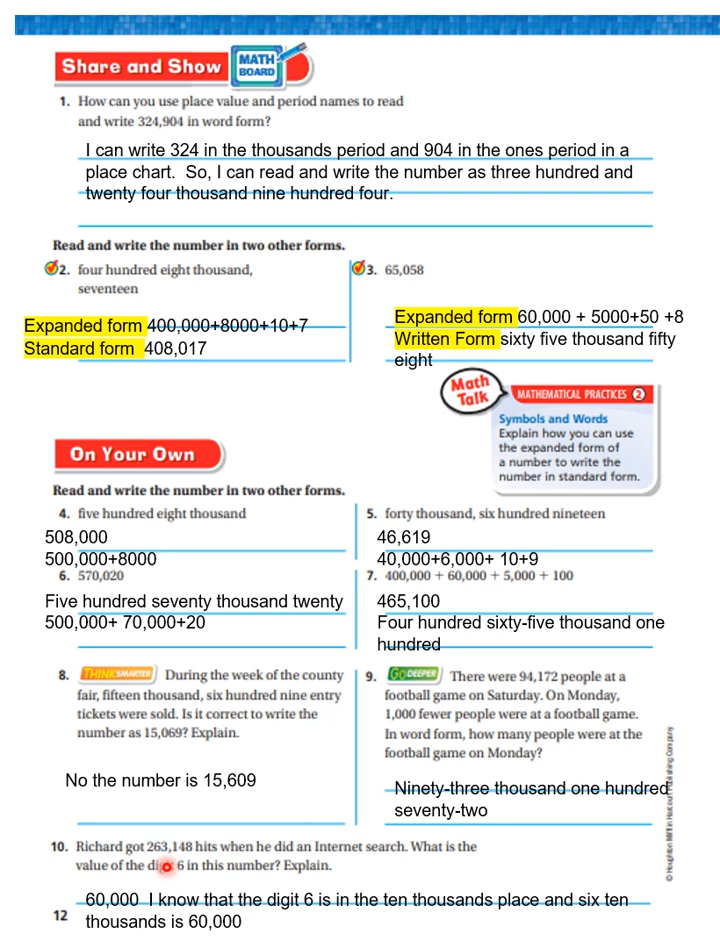 Share and Show
MATH
BOARD
1. How can you use place value and period names to read
and write 324,904 in word form?
I can write 324 in the thousands period and 904 in the ones period in a
place chart. So, I can read and write the number as three hundred and
twenty four thousand nine hundred four.
Read and write the number in two other forms.
2. four hundred eight thousand,
seventeen
Expanded form 400,000+8000+10+7
Standard form 408,017
3. 65,058
Expanded form 60,000 + 5000+50 +8
Written Form sixty five thousand fifty
eight
Math
Talk
MATHEMATICAL PRACTICES 2
Symbols and Words
Explain how you can use
the expanded form of
a number to write the
number in standard form.
On Your Own
Read and write the number in two other forms.
4. five hundred eight thousand
508,000
500,000+8000
5. forty thousand, six hundred nineteen
46,619
40,000+6,000+ 10+9
6. 570,020
Five hundred seventy thousand twenty
500,000+ 70,000+20
7. 400,000 + 60,000 + 5,000 + 100
465,100
Four hundred sixty-five thousand one
hundred
8. THINK SMARTER During the week of the county
fair, fifteen thousand, six hundred nine entry
tickets were sold. Is it correct to write the
number as 15,069? Explain.
No the number is 15,609
9. GO DEEPER There were 94,172 people at a
football game on Saturday. On Monday,
1,000 fewer people were at a football game.
In word form, how many people were at the
football game on Monday?
Ninety-three thousand one hundred
seventy-two
© Houghton Mifflin Harcourt Publishing Company
10. Richard got 263,148 hits when he did an Internet search. What is the
value of the digit 6 in this number? Explain.
60,000 I know that the digit 6 is in the ten thousands place and six ten
thousands is 60,000
12